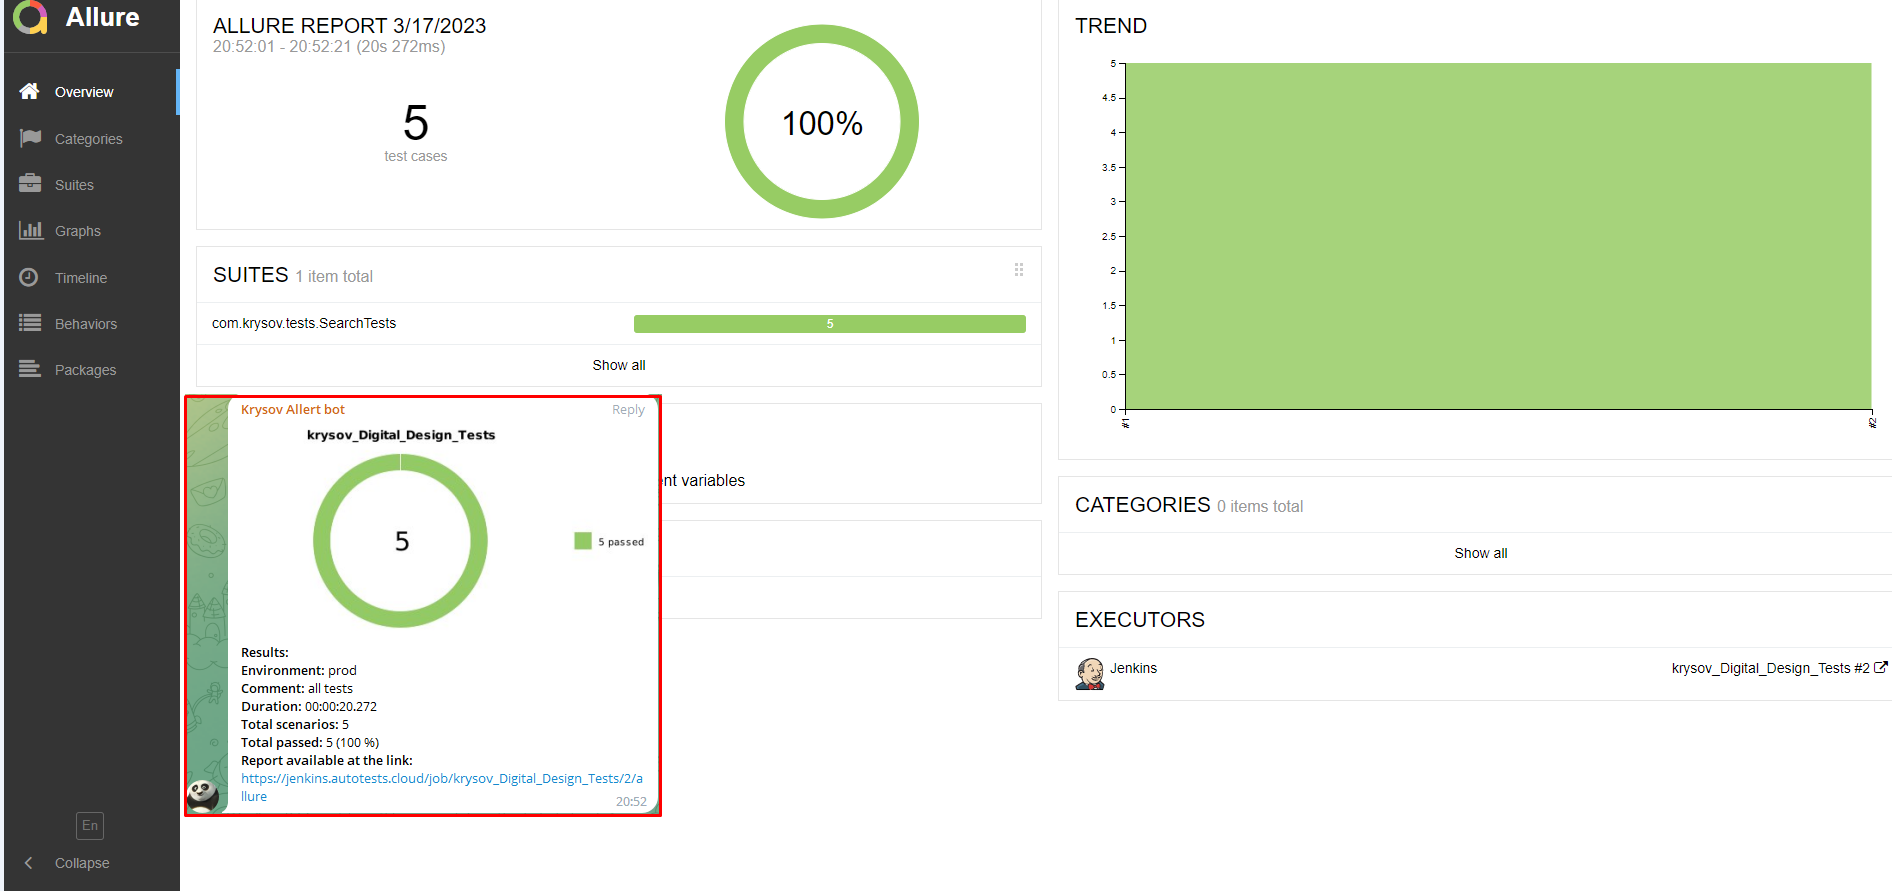 Allure
Overview
Categories
Suites
Graphs
Timeline
Behaviors
Packages
En
Collapse
ALLURE REPORT 3/17/2023
20:52:01 - 20:52:21 (20s 272ms)
5
test cases
100%
SUITES 1 item total
com.krysov.tests.SearchTests
5
Show all
ent variables
Krysov Allert bot
Reply
krysov_Digital_Design_Tests
5
5 passed
Results:
Environment: prod
Comment: all tests
Duration: 00:00:20.272
Total scenarios: 5
Total passed: 5 (100 %)
Report available at the link:
https://jenkins.autotests.cloud/job/krysov_Digital_Design_Tests/2/a
llure
20:52
TREND
5
4.5
4
3.5
3
2.5
2
1.5
1
0.5
0
#1
#2
CATEGORIES 0 items total
Show all
EXECUTORS
Jenkins
krysov_Digital_Design_Tests #2